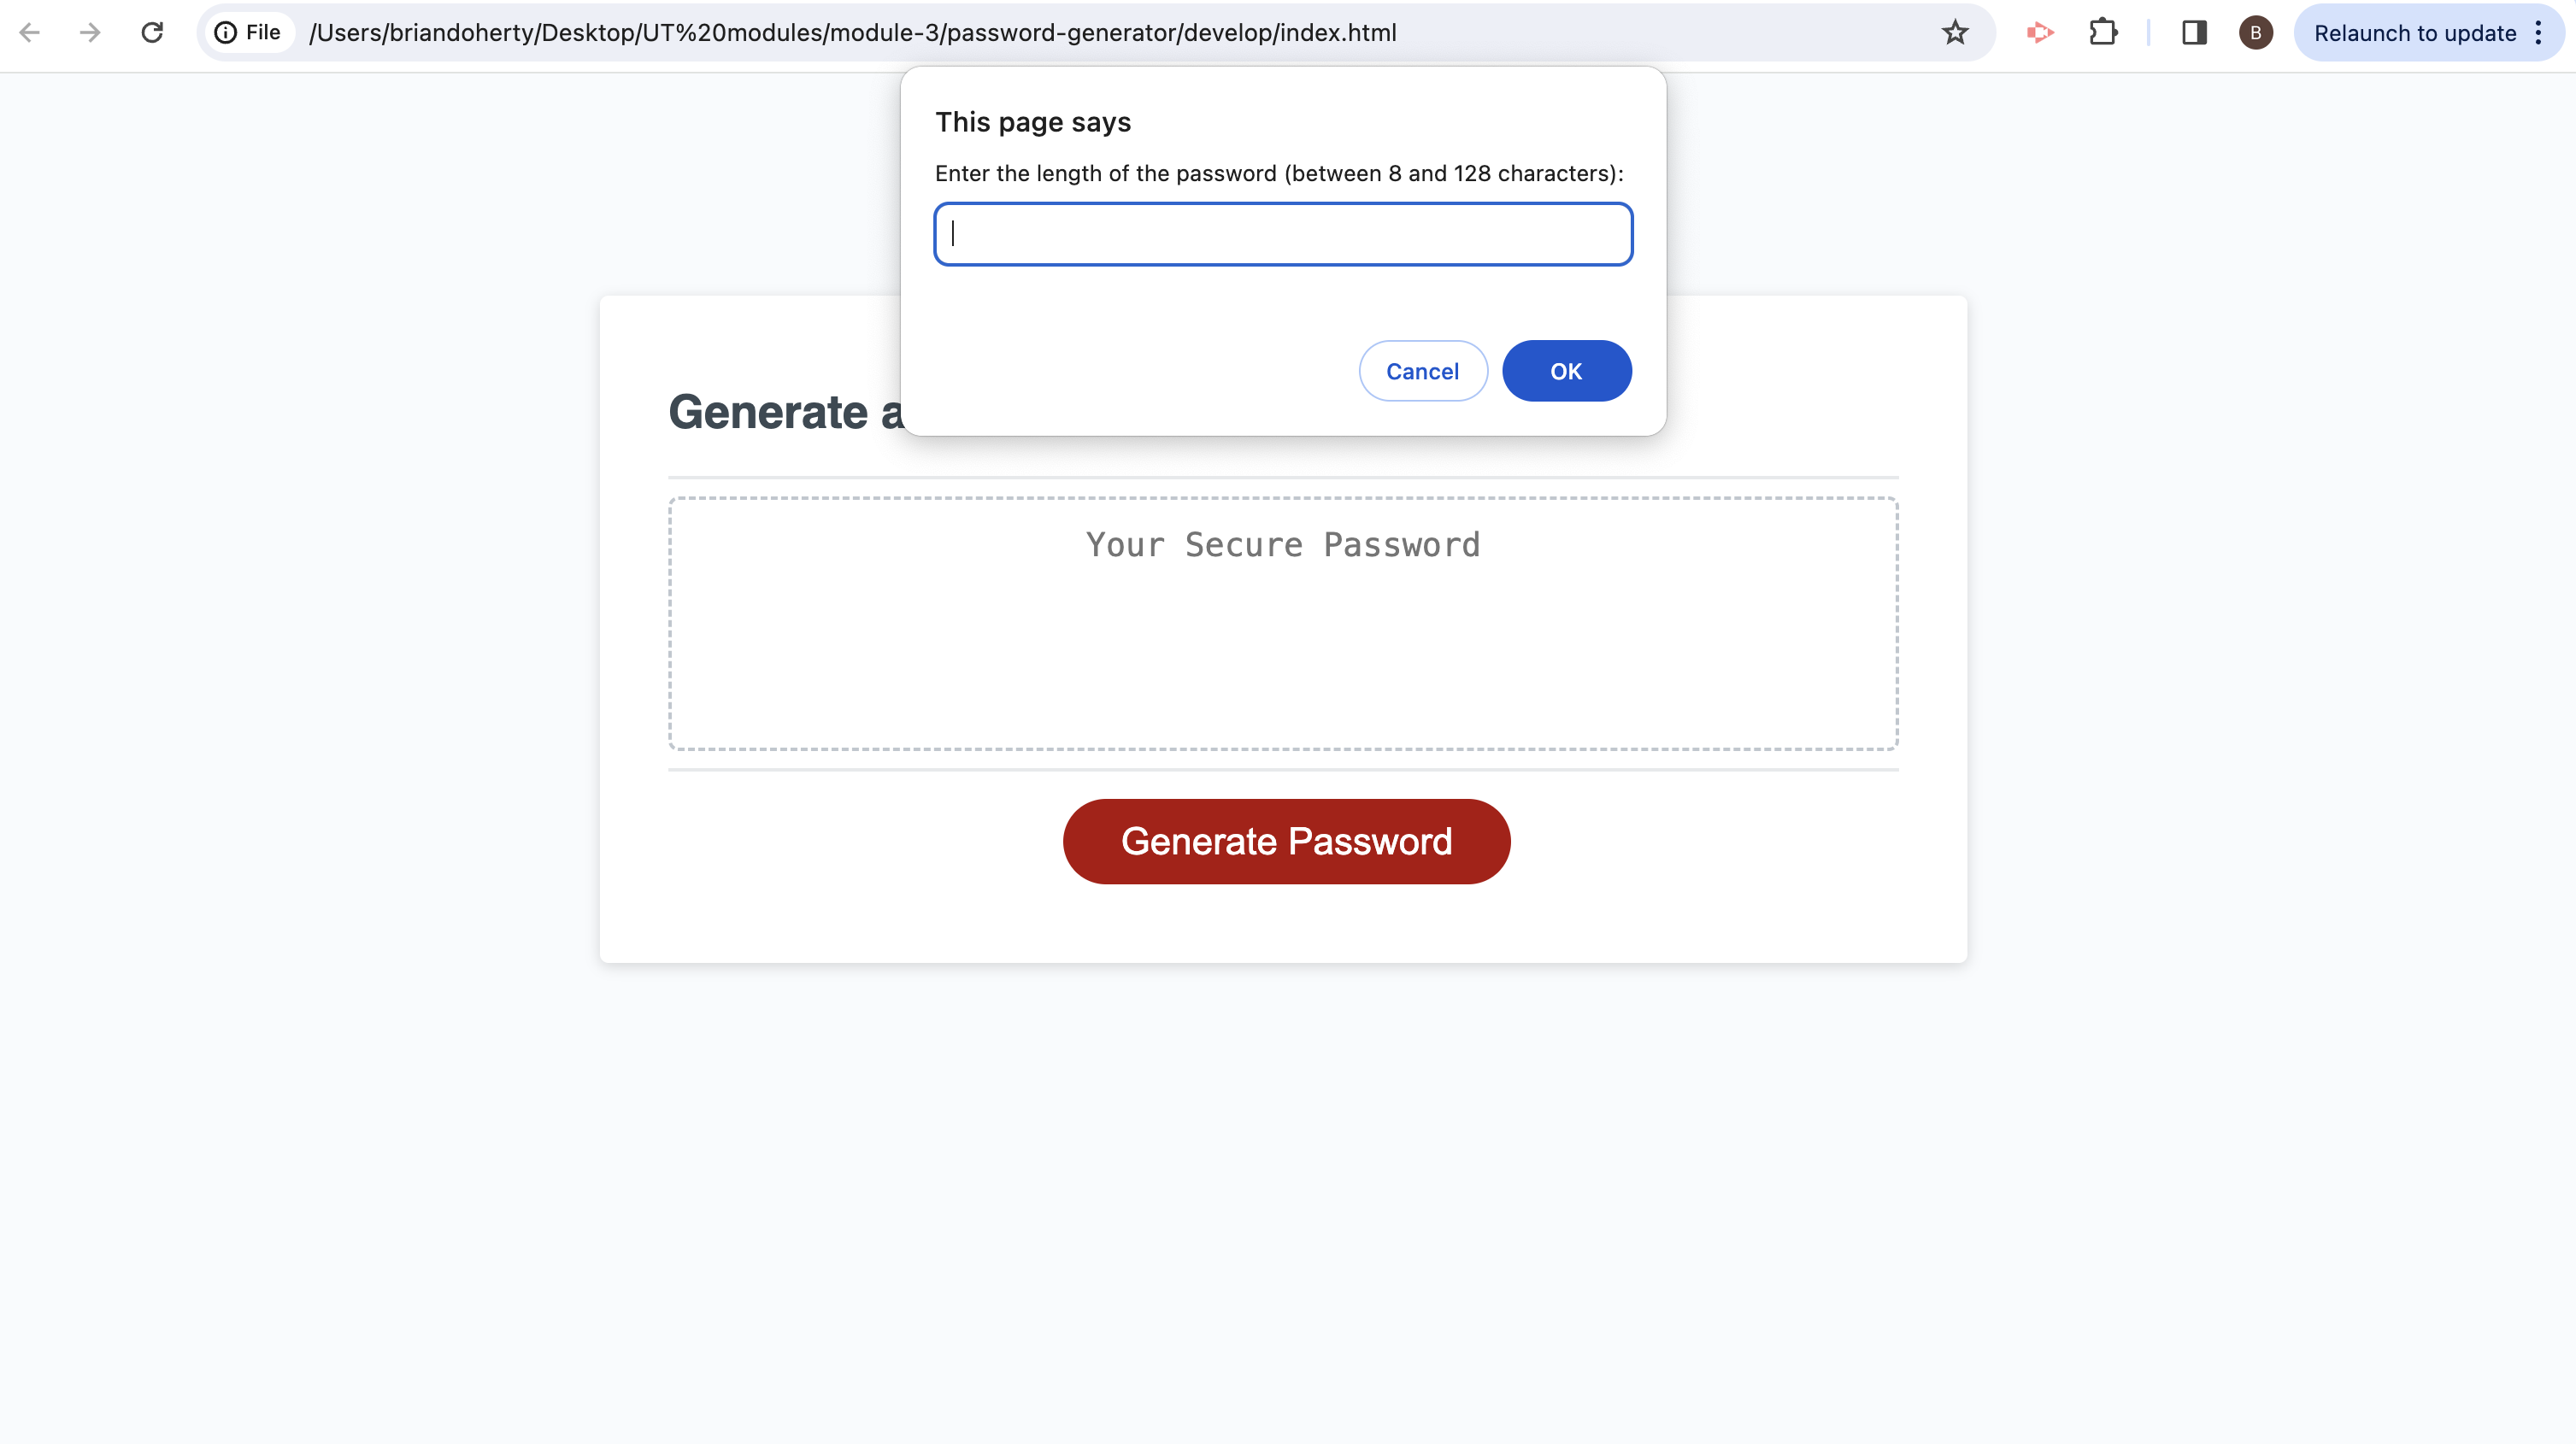 File /Users/briandoherty/Desktop/UT%20modules/module-3/password-generator/develop/index.html B Relaunch to update
This page says
Enter the length of the password (between 8 and 128 characters):
Cancel OK
Generate a
Your Secure Password
Generate Password